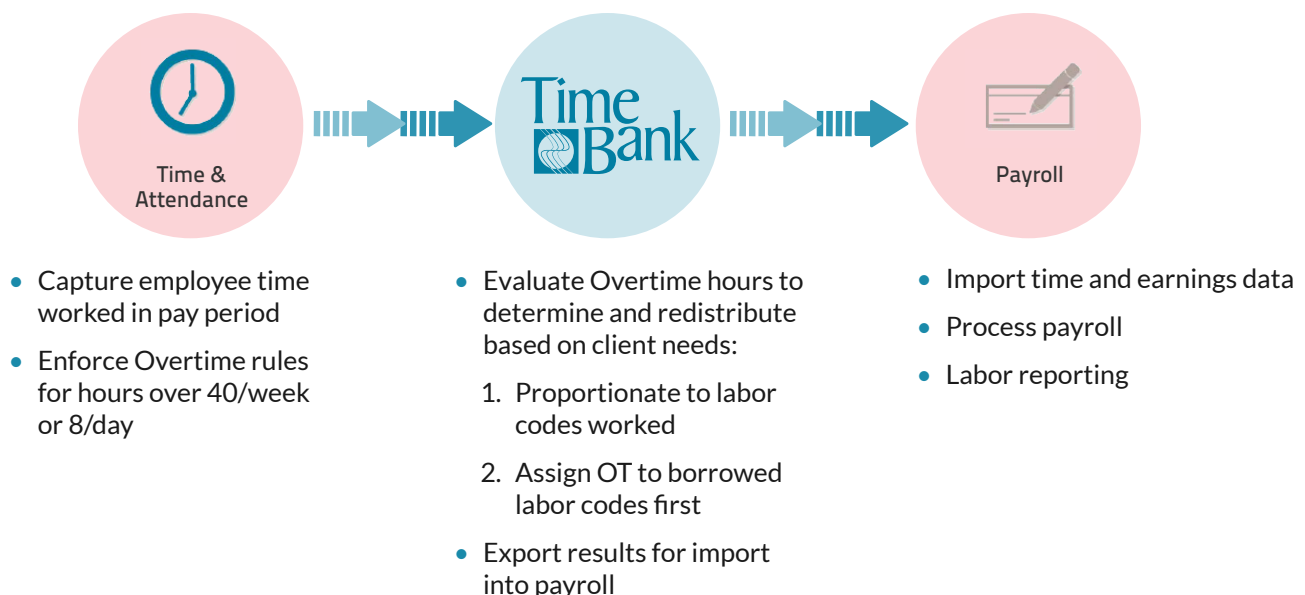 Time &
Attendance
Time
Bank
Payroll
• Capture employee time
worked in pay period
• Enforce Overtime rules
for hours over 40/week
or 8/day
• Evaluate Overtime hours to
determine and redistribute
based on client needs:
1. Proportionate to labor
codes worked
2. Assign OT to borrowed
labor codes first
• Export results for import
into payroll
• Import time and earnings data
• Process payroll
• Labor reporting